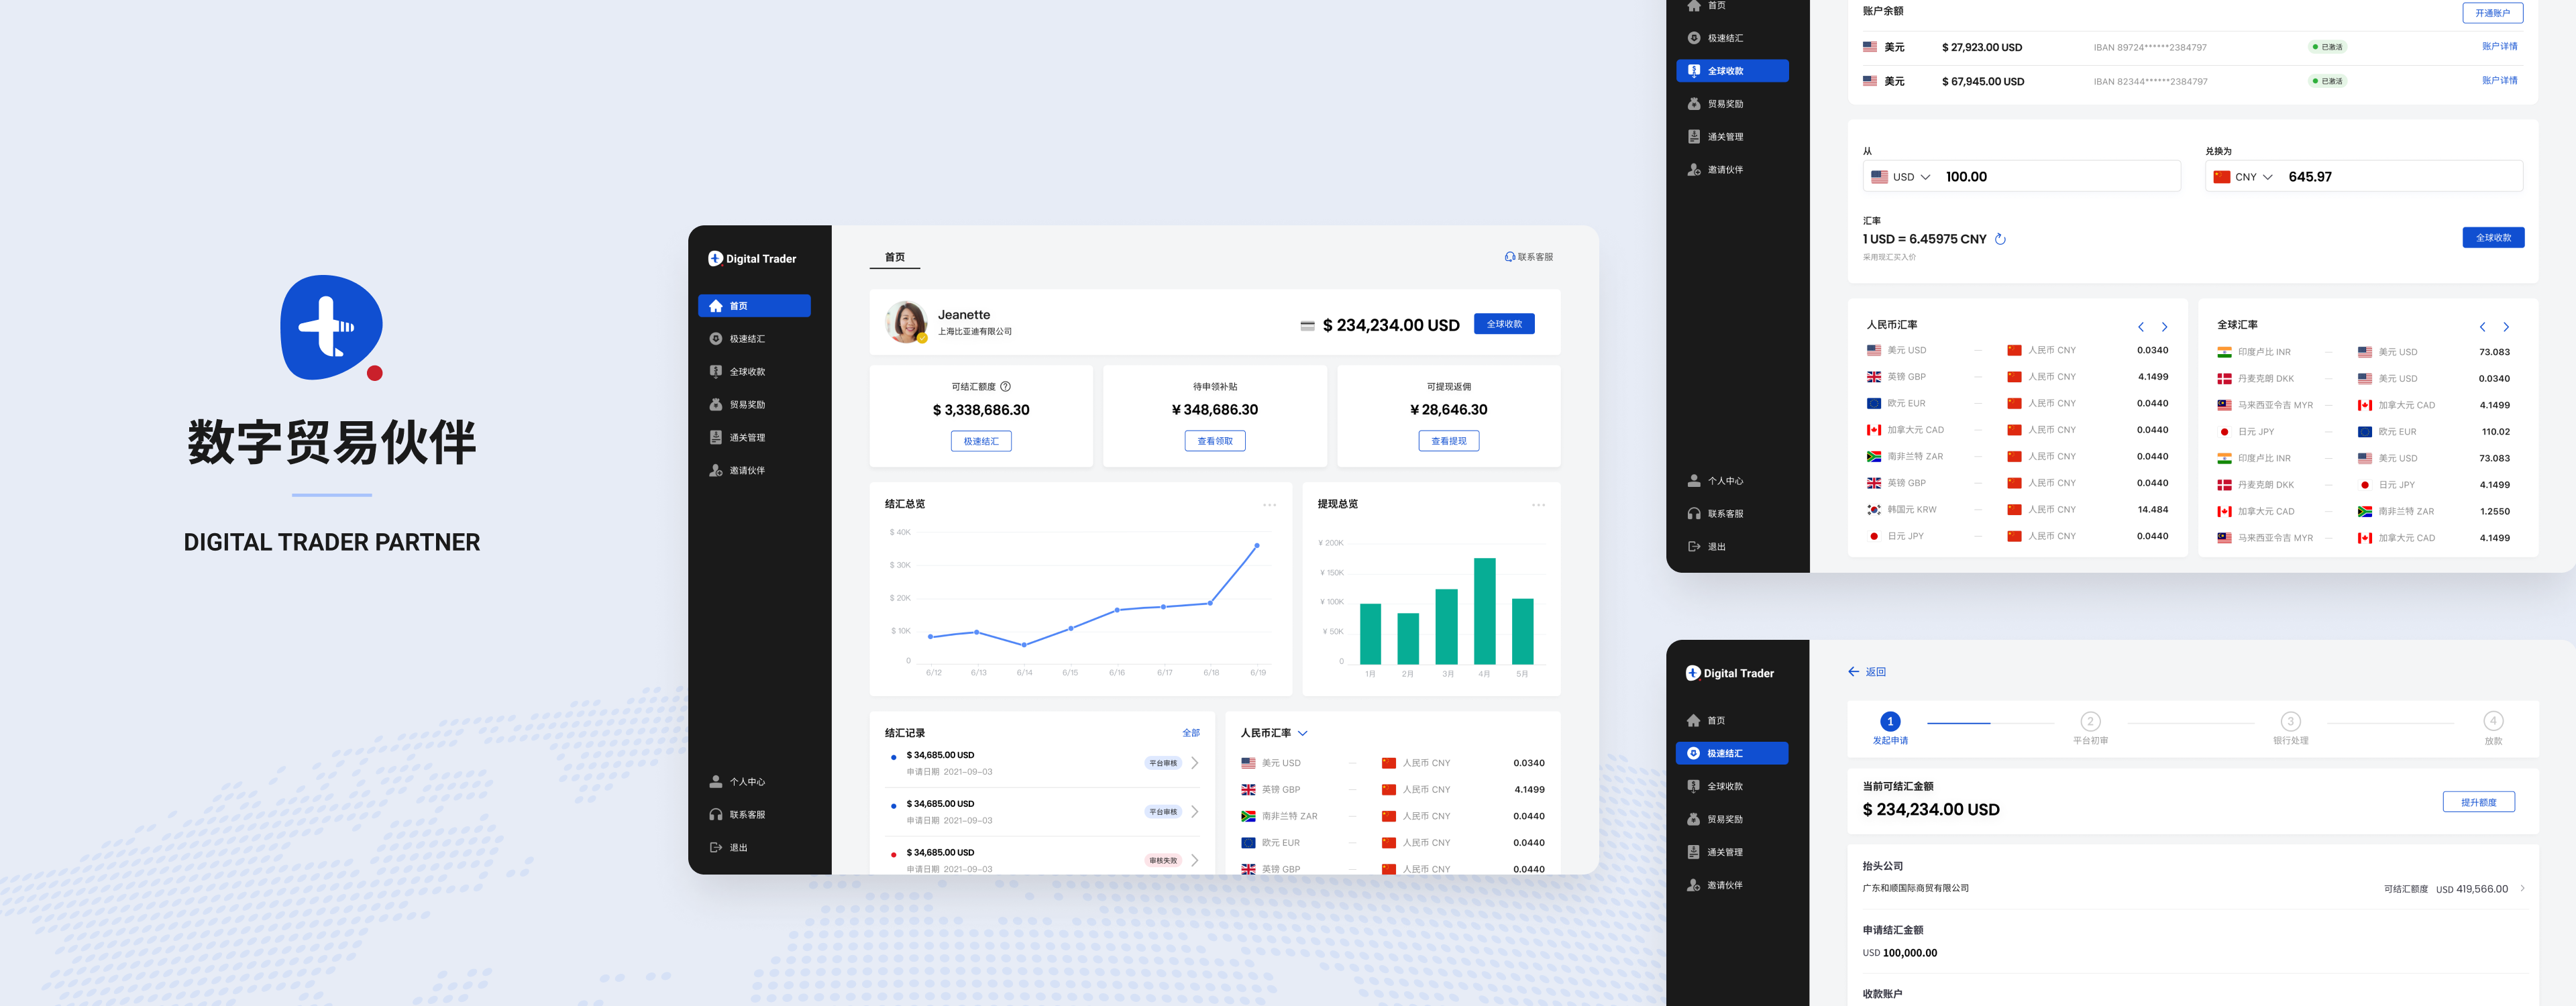 数字贸易伙伴
DIGITAL TRADER PARTNER
Digital Trader
首页
极速结汇
全球收款
贸易奖励
通关管理
邀请伙伴
个人中心
联系客服
退出
首页
联系客服
Jeanette
上海比亚迪有限公司
$ 234,234.00 USD
全球收款
可结汇额度
$ 3,338,686.30
极速结汇
待申领补贴
¥ 348,686.30
查看领取
可提现返佣
¥ 28,646.30
查看提现
结汇总览
$ 40K
$ 30K
$ 20K
$ 10K
0
6/12 6/13 6/14 6/15 6/16 6/17 6/18 6/19
提现总览
¥ 200K
¥ 150K
¥ 100K
¥ 50K
0
1月 2月 3月 4月 5月
结汇记录 全部
$ 34,685.00 USD
申请日期 2021-09-03
平台审核
$ 34,685.00 USD
申请日期 2021-09-03
平台审核
$ 34,685.00 USD
申请日期 2021-09-03
审核失败
人民币汇率
美元 USD — 人民币 CNY 0.0340
英镑 GBP — 人民币 CNY 4.1499
南非兰特 ZAR — 人民币 CNY 0.0440
欧元 EUR — 人民币 CNY 0.0440
英镑 GBP — 人民币 CNY 0.0440
首页
极速结汇
全球收款
贸易奖励
通关管理
邀请伙伴
个人中心
联系客服
退出
账户余额 开通账户
美元 $ 27,923.00 USD IBAN 89724******2384797 已激活 账户详情
美元 $ 67,945.00 USD IBAN 82344******2384797 已激活 账户详情
从
USD 100.00
兑换为
CNY 645.97
汇率
1 USD = 6.45975 CNY
采用现汇买入价
全球收款
人民币汇率
美元 USD — 人民币 CNY 0.0340
英镑 GBP — 人民币 CNY 4.1499
欧元 EUR — 人民币 CNY 0.0440
加拿大元 CAD — 人民币 CNY 0.0440
南非兰特 ZAR — 人民币 CNY 0.0440
英镑 GBP — 人民币 CNY 0.0440
韩国元 KRW — 人民币 CNY 14.484
日元 JPY — 人民币 CNY 0.0440
全球汇率
印度卢比 INR — 美元 USD 73.083
丹麦克朗 DKK — 美元 USD 0.0340
马来西亚令吉 MYR — 加拿大元 CAD 4.1499
日元 JPY — 欧元 EUR 110.02
印度卢比 INR — 美元 USD 73.083
丹麦克朗 DKK — 日元 JPY 4.1499
加拿大元 CAD — 南非兰特 ZAR 1.2550
马来西亚令吉 MYR — 加拿大元 CAD 4.1499
Digital Trader
首页
极速结汇
全球收款
贸易奖励
通关管理
邀请伙伴
返回
1 2 3 4
发起申请 平台初审 银行处理 放款
当前可结汇金额
$ 234,234.00 USD
提升额度
抬头公司
广东和顺国际商贸有限公司 可结汇额度 USD 419,566.00
申请结汇金额
USD 100,000.00
收款账户